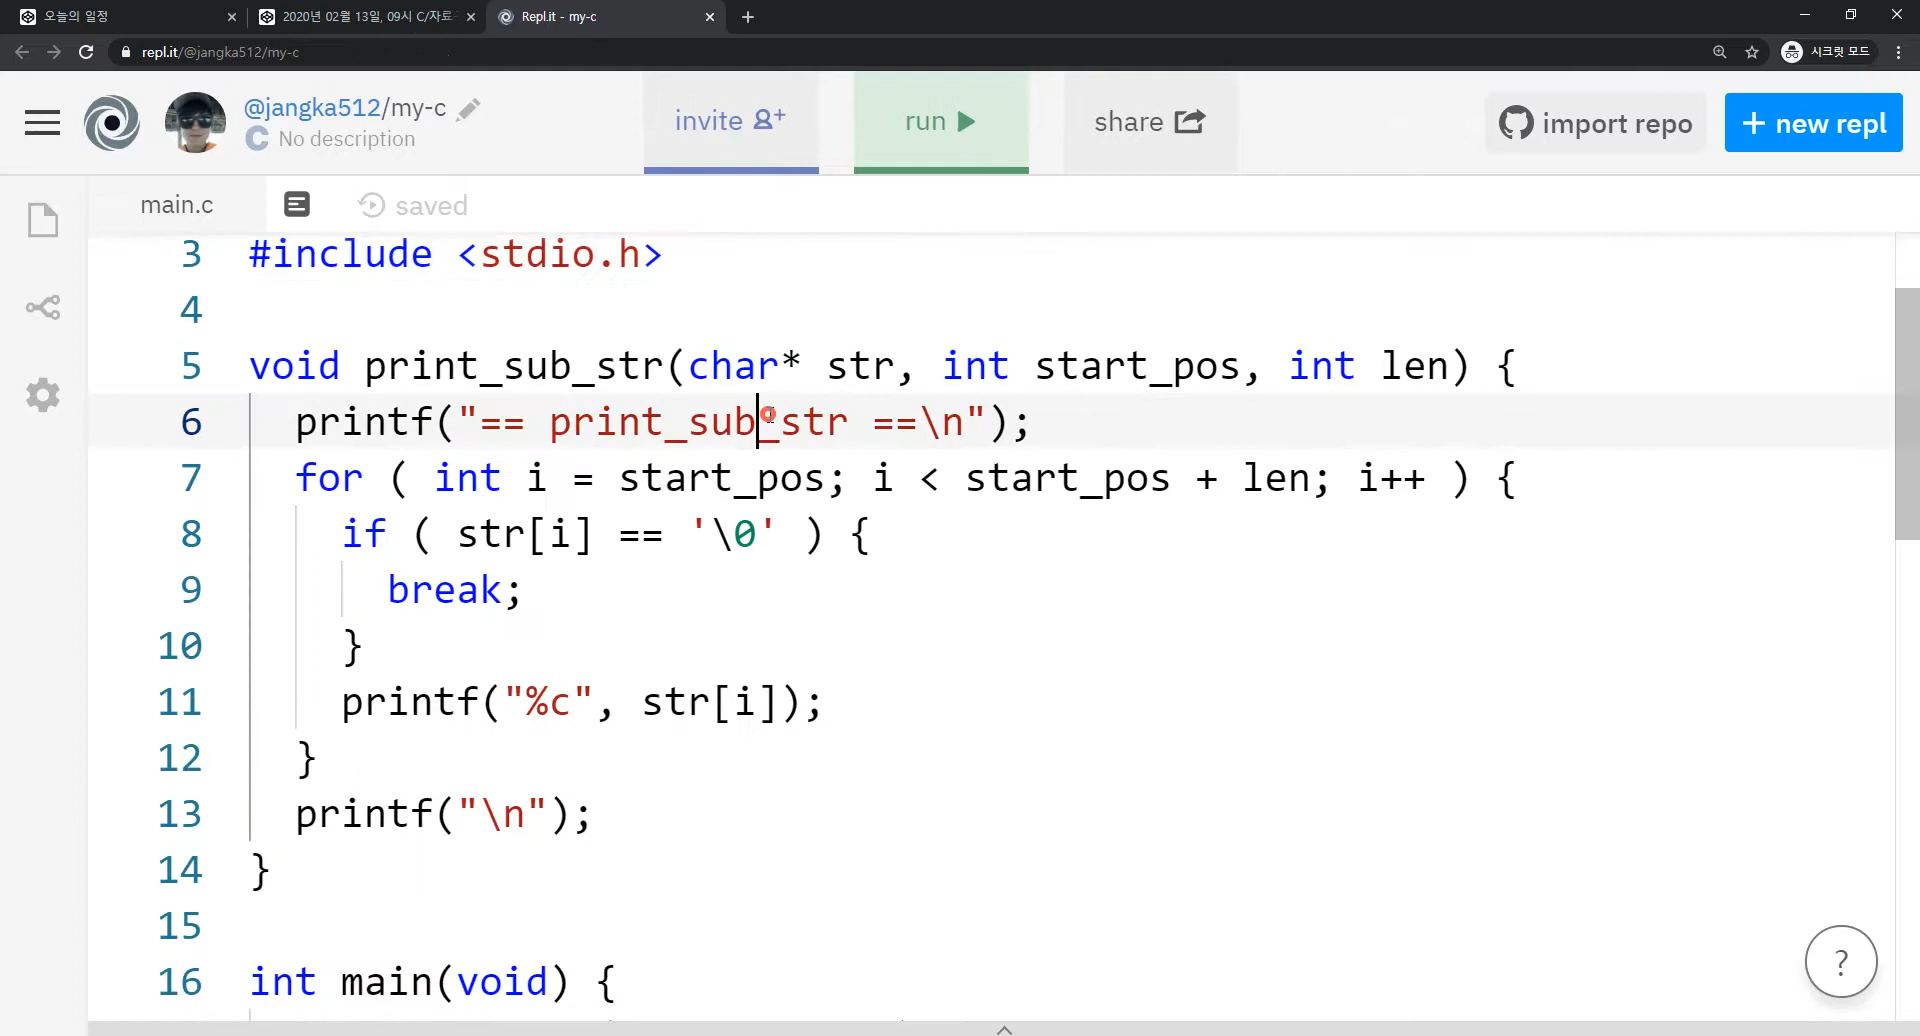 오늘의 일정
2020년 02월 13일, 09시 C/자료
Repl.it - my-c
repl.it/@jangka512/my-c
시크릿 모드
@jangka512/my-c
No description
invite
run
share
import repo
+ new repl
main.c
saved
3 #include <stdio.h>
4
5 void print_sub_str(char* str, int start_pos, int len) {
6 printf("== print_sub_str ==\n");
7 for ( int i = start_pos; i < start_pos + len; i++ ) {
8 if ( str[i] == '\0' ) {
9 break;
10 }
11 printf("%c", str[i]);
12 }
13 printf("\n");
14 }
15
16 int main(void) {
?